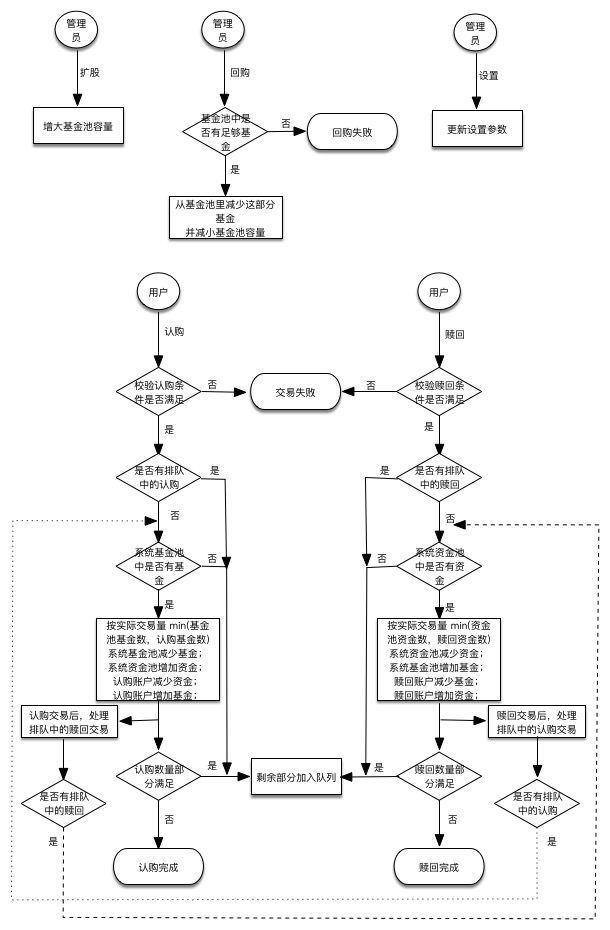 管理
员
扩股
增大基金池容量
管理
员
回购
基金池中是
否有足够基
金
否
回购失败
是
从基金池里减少这部分
基金
并减小基金池容量
管理
员
设置
更新设置参数
用户
认购
校验认购条
件是否满足
否
交易失败
是
是否有排队
中的认购
是
否
系统基金池
中是否有基
金
否
是
按实际交易量 min(基金
池基金数，认购基金数)
系统基金池减少基金；
系统资金池增加资金；
认购账户减少资金；
认购账户增加基金；
认购交易后，处理
排队中的赎回交易
是否有排队
中的赎回
是
认购数量部
分满足
是
剩余部分加入队列
否
认购完成
用户
赎回
校验赎回条
件是否满足
否
是
是否有排队
中的赎回
是
否
系统资金池
中是否有资
金
否
是
按实际交易量 min(资金
池资金数，赎回资金数)
系统资金池减少资金；
系统基金池增加基金；
赎回账户减少基金；
赎回账户增加资金；
赎回交易后，处理
排队中的认购交易
是否有排队
中的认购
是
赎回数量部
分满足
是
否
赎回完成